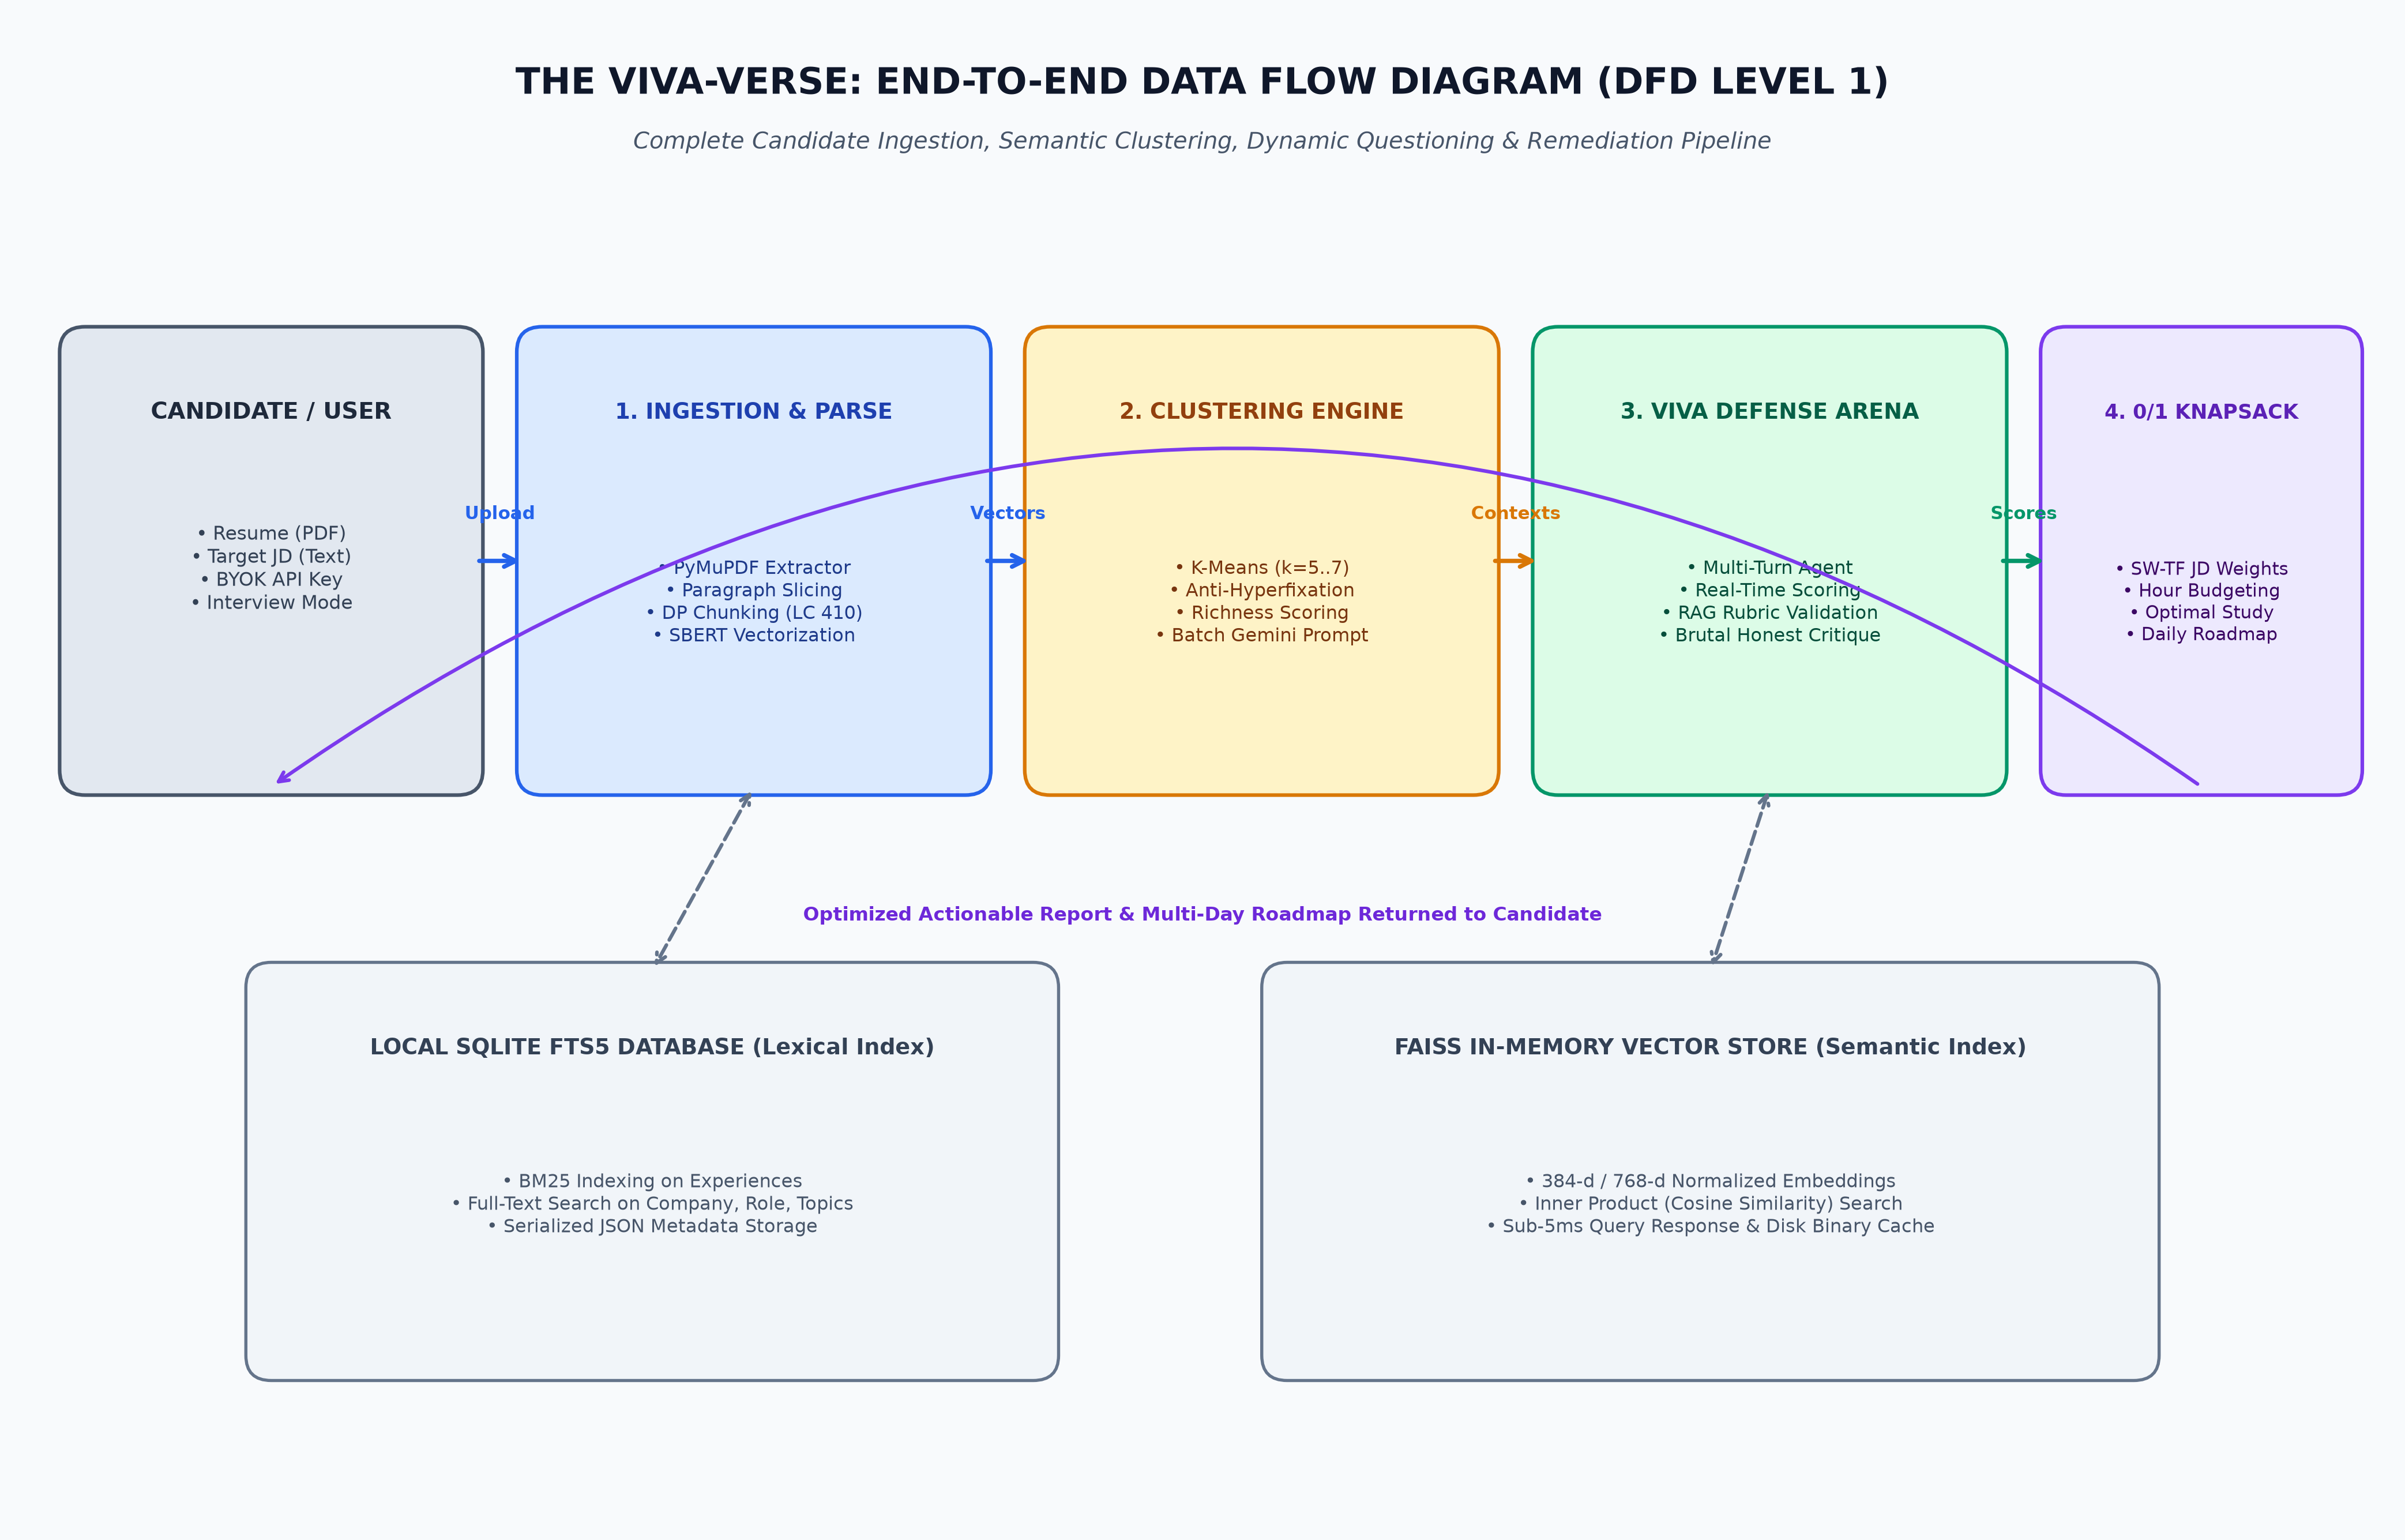 THE VIVA-VERSE: END-TO-END DATA FLOW DIAGRAM (DFD LEVEL 1)
Complete Candidate Ingestion, Semantic Clustering, Dynamic Questioning & Remediation Pipeline
CANDIDATE / USER
• Resume (PDF)
• Target JD (Text)
• BYOK API Key
• Interview Mode
Upload
1. INGESTION & PARSE
• PyMuPDF Extractor
• Paragraph Slicing
• DP Chunking (LC 410)
• SBERT Vectorization
Vectors
2. CLUSTERING ENGINE
• K-Means (k=5..7)
• Anti-Hyperfixation
• Richness Scoring
• Batch Gemini Prompt
Contexts
3. VIVA DEFENSE ARENA
• Multi-Turn Agent
• Real-Time Scoring
• RAG Rubric Validation
• Brutal Honest Critique
Scores
4. 0/1 KNAPSACK
• SW-TF JD Weights
• Hour Budgeting
• Optimal Study
• Daily Roadmap
Optimized Actionable Report & Multi-Day Roadmap Returned to Candidate
LOCAL SQLITE FTS5 DATABASE (Lexical Index)
• BM25 Indexing on Experiences
• Full-Text Search on Company, Role, Topics
• Serialized JSON Metadata Storage
FAISS IN-MEMORY VECTOR STORE (Semantic Index)
• 384-d / 768-d Normalized Embeddings
• Inner Product (Cosine Similarity) Search
• Sub-5ms Query Response & Disk Binary Cache